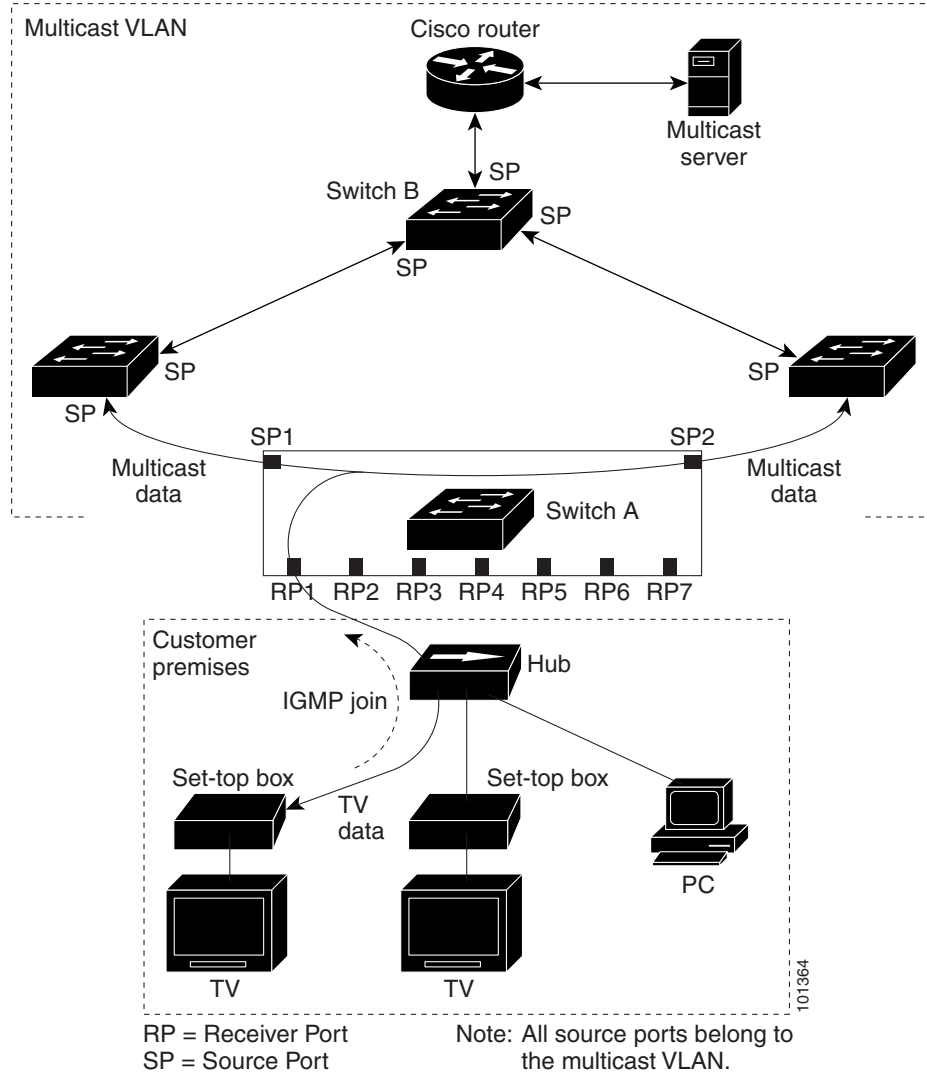 Multicast VLAN
Cisco router
Multicast
server
SP
Switch B
SP
SP
SP
SP
SP
SP1
SP2
Multicast
data
Multicast
data
Switch A
RP1 RP2 RP3 RP4 RP5 RP6 RP7
Customer
premises
Hub
IGMP join
Set-top box
Set-top box
TV
data
PC
TV
TV
101364
RP = Receiver Port
SP = Source Port
Note: All source ports belong to
the multicast VLAN.